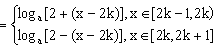 ={log_a[2+(x−2k)],x∈[2k−1,2k)
log_a[2−(x−2k)],x∈[2k,2k+1]